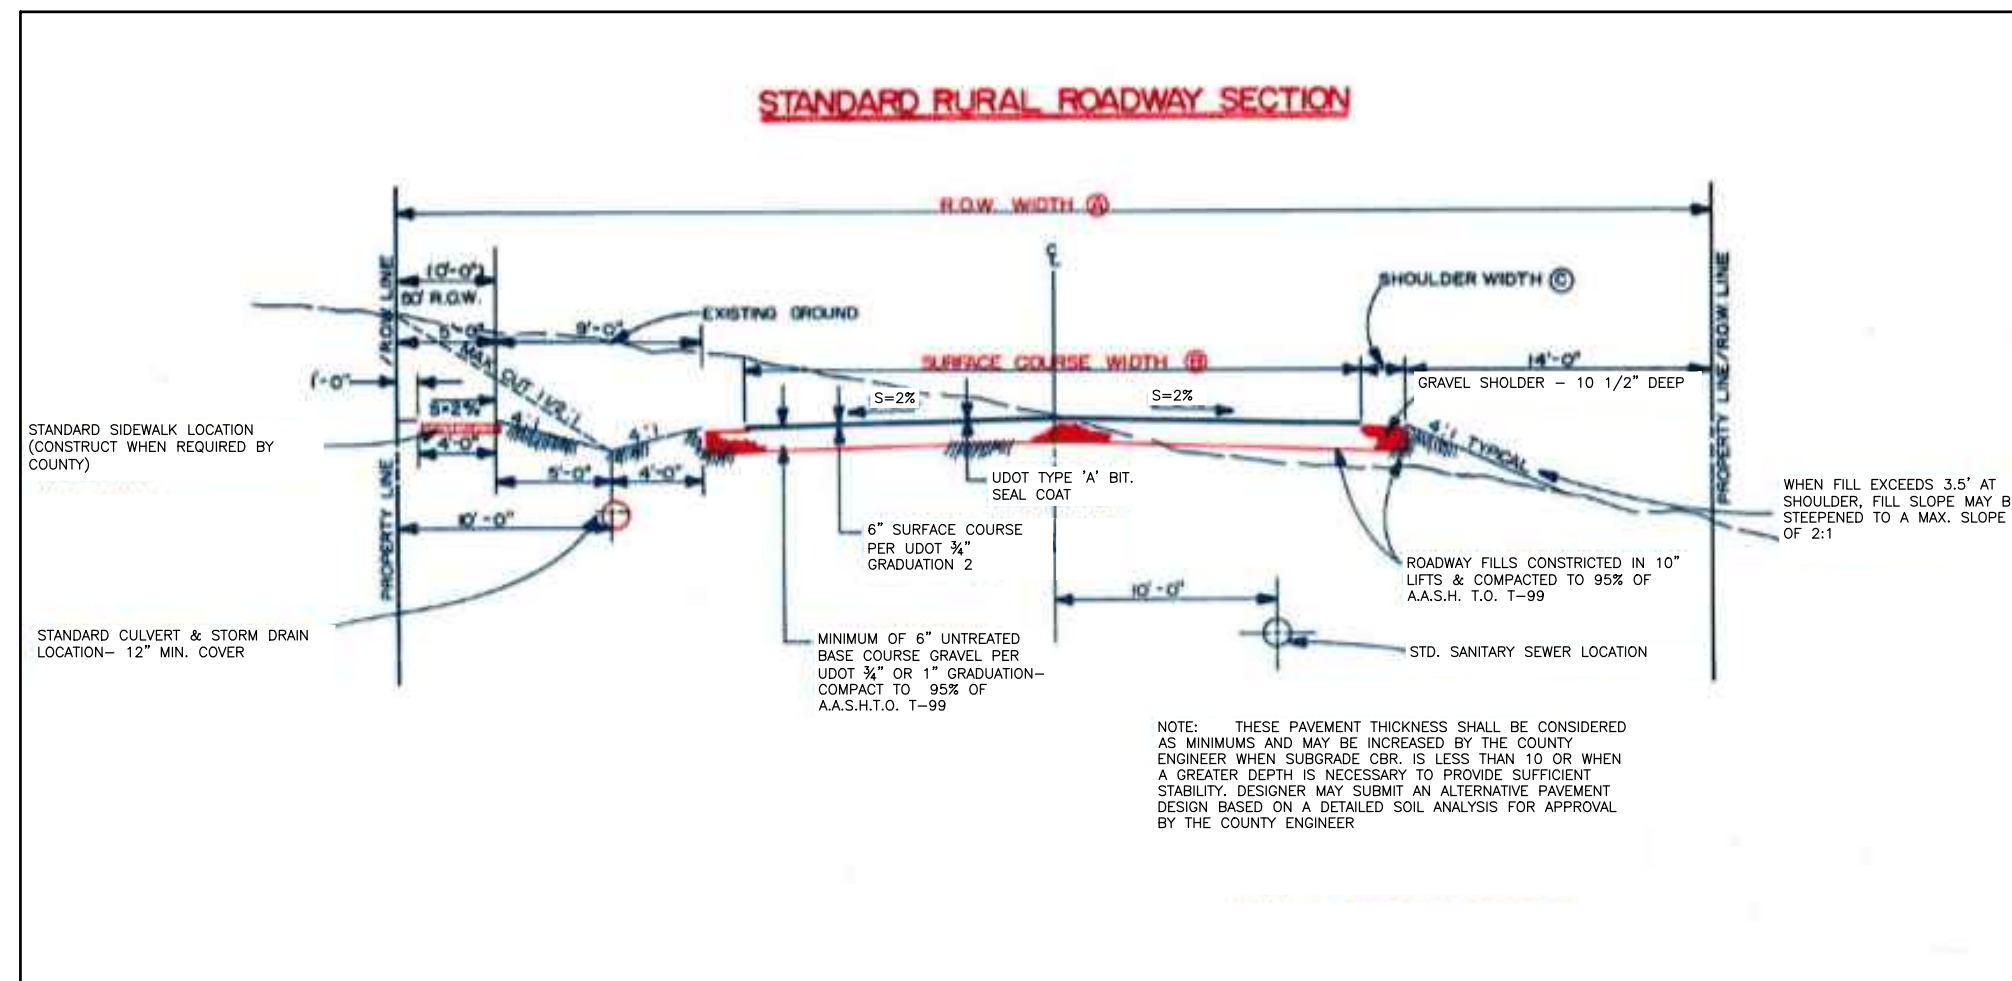 STANDARD RURAL ROADWAY SECTION
R.O.W. WIDTH Ⓐ
PROPERTY LINE /R.O.W. LINE
(0'-0")
R.O.W.
5'-0"
9'-0"
EXISTING GROUND
MAX. CUT 1 1/2:1
1'-0"
S=2%
4'-0"
4:1
4:1
5'-0"
4'-0"
10'-0"
STANDARD SIDEWALK LOCATION
(CONSTRUCT WHEN REQUIRED BY
COUNTY)
STANDARD CULVERT & STORM DRAIN
LOCATION– 12" MIN. COVER
SURFACE COURSE WIDTH Ⓑ
S=2%
S=2%
℄
SHOULDER WIDTH Ⓒ
14'-0"
GRAVEL SHOLDER – 10 1/2" DEEP
4:1 TYPICAL
PROPERTY LINE/R.O.W. LINE
UDOT TYPE 'A' BIT.
SEAL COAT
6" SURFACE COURSE
PER UDOT ¾"
GRADUATION 2
MINIMUM OF 6" UNTREATED
BASE COURSE GRAVEL PER
UDOT ¾" OR 1" GRADUATION–
COMPACT TO 95% OF
A.A.S.H.T.O. T–99
WHEN FILL EXCEEDS 3.5' AT
SHOULDER, FILL SLOPE MAY B
STEEPENED TO A MAX. SLOPE
OF 2:1
ROADWAY FILLS CONSTRICTED IN 10"
LIFTS & COMPACTED TO 95% OF
A.A.S.H. T.O. T–99
10'-0"
STD. SANITARY SEWER LOCATION
NOTE: THESE PAVEMENT THICKNESS SHALL BE CONSIDERED
AS MINIMUMS AND MAY BE INCREASED BY THE COUNTY
ENGINEER WHEN SUBGRADE CBR. IS LESS THAN 10 OR WHEN
A GREATER DEPTH IS NECESSARY TO PROVIDE SUFFICIENT
STABILITY. DESIGNER MAY SUBMIT AN ALTERNATIVE PAVEMENT
DESIGN BASED ON A DETAILED SOIL ANALYSIS FOR APPROVAL
BY THE COUNTY ENGINEER